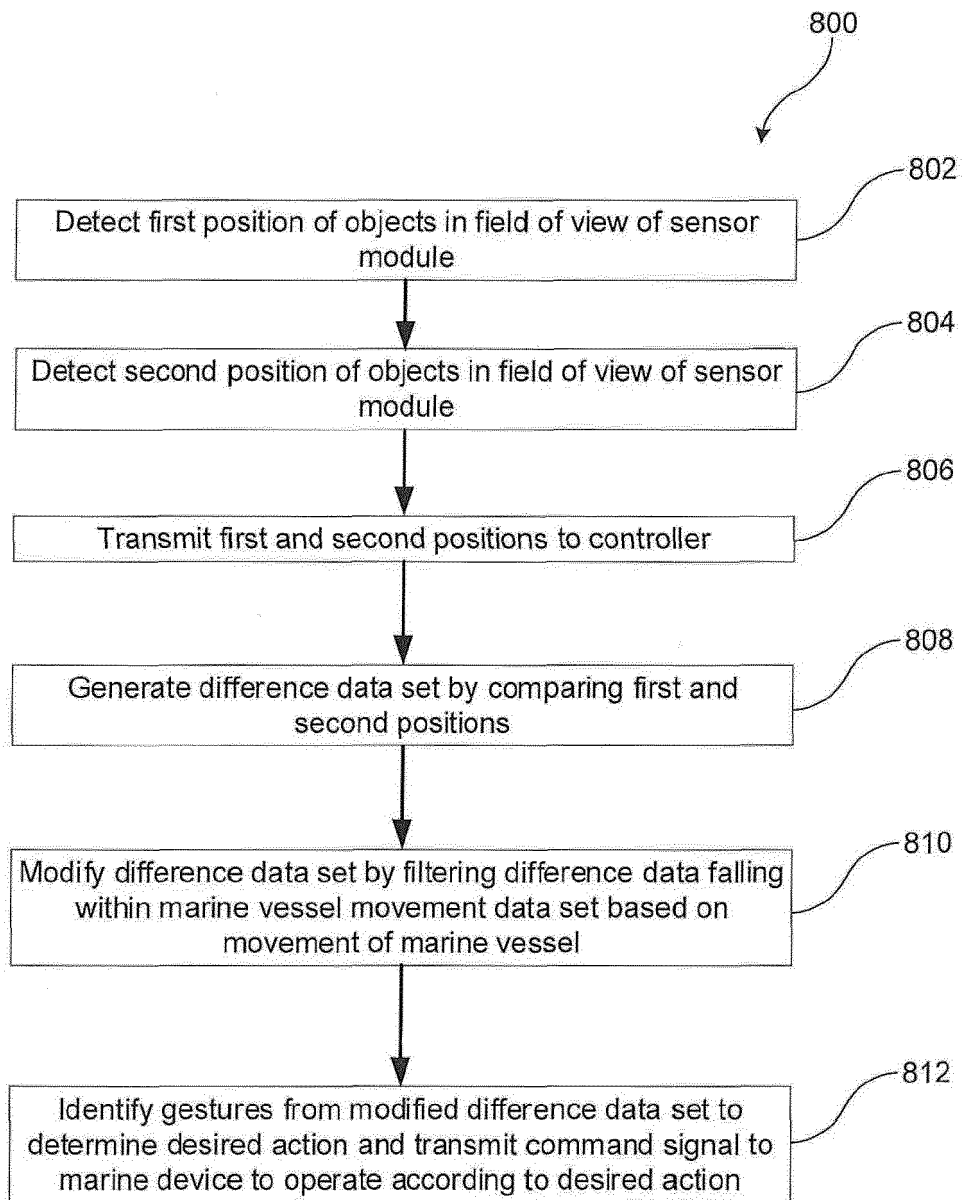 800
802
Detect first position of objects in field of view of sensor
module
804
Detect second position of objects in field of view of sensor
module
806
Transmit first and second positions to controller
808
Generate difference data set by comparing first and
second positions
810
Modify difference data set by filtering difference data falling
within marine vessel movement data set based on
movement of marine vessel
812
Identify gestures from modified difference data set to
determine desired action and transmit command signal to
marine device to operate according to desired action